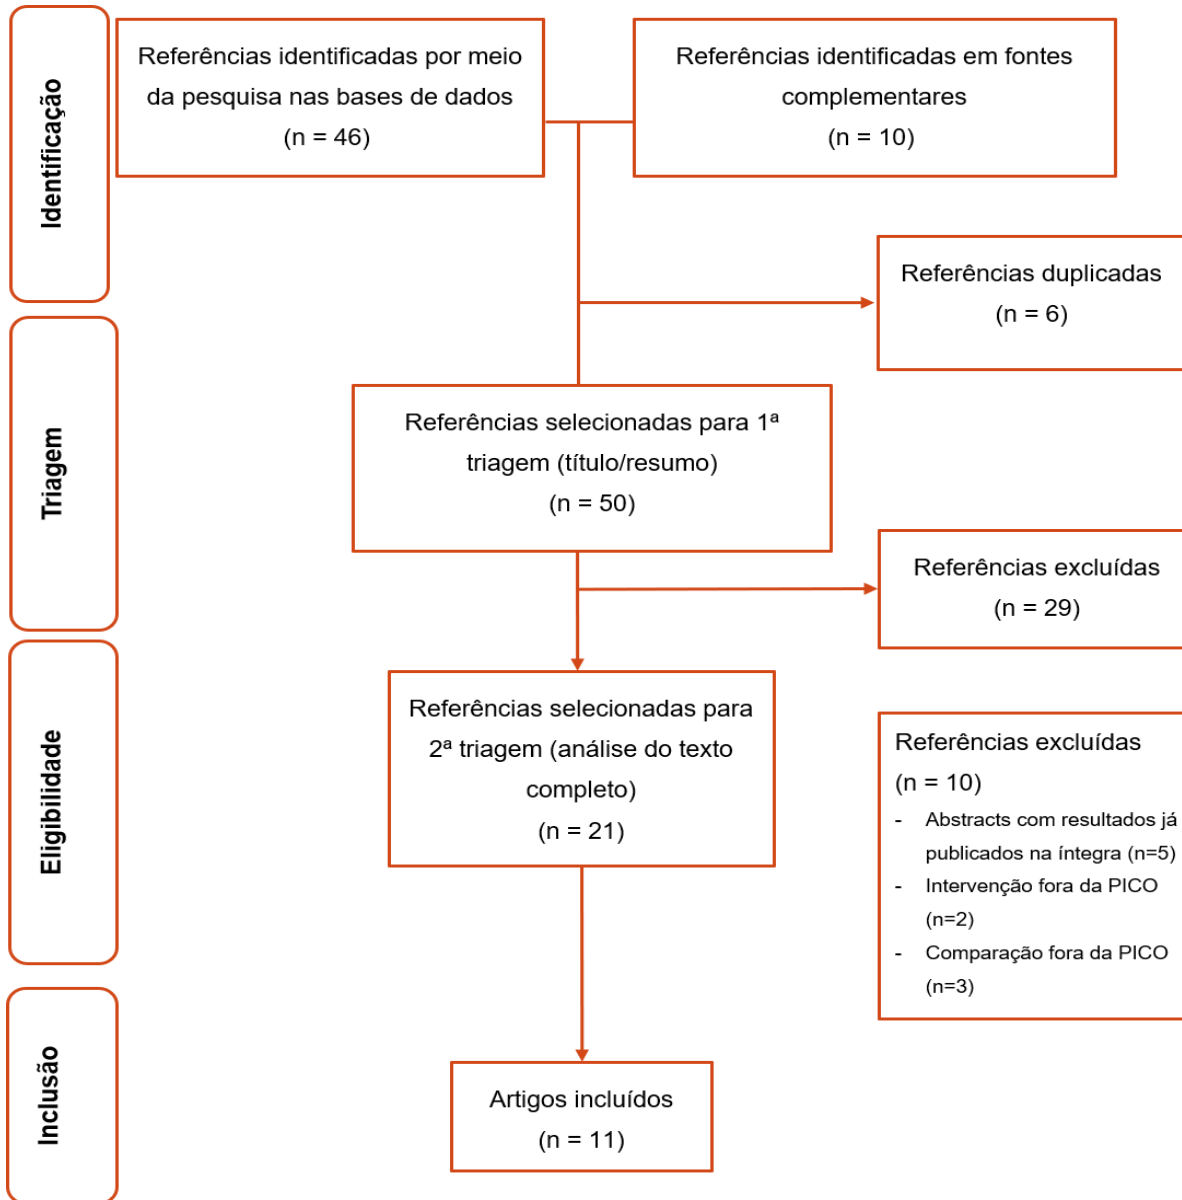 Identificação
Referências identificadas por meio
da pesquisa nas bases de dados
(n = 46)
Referências identificadas em fontes
complementares
(n = 10)
Referências duplicadas
(n = 6)
Triagem
Referências selecionadas para 1ª
triagem (título/resumo)
(n = 50)
Referências excluídas
(n = 29)
Eligibilidade
Referências selecionadas para
2ª triagem (análise do texto
completo)
(n = 21)
Referências excluídas
(n = 10)
- Abstracts com resultados já
publicados na íntegra (n=5)
- Intervenção fora da PICO
(n=2)
- Comparação fora da PICO
(n=3)
Inclusão
Artigos incluídos
(n = 11)